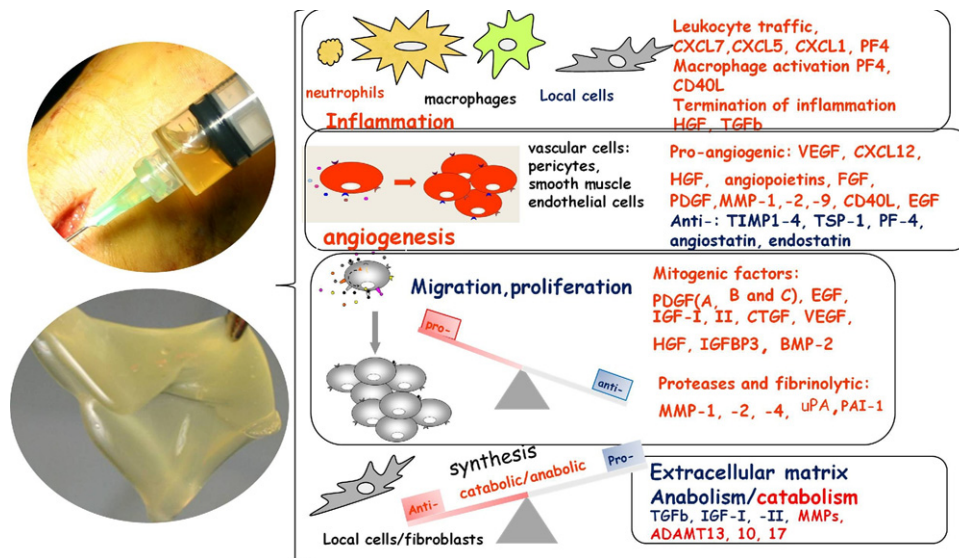 neutrophils
macrophages
Local cells
Inflammation
Leukocyte traffic,
CXCL7,CXCL5, CXCL1, PF4
Macrophage activation PF4,
CD40L
Termination of inflammation
HGF, TGFb
vascular cells:
pericytes,
smooth muscle
endothelial cells
angiogenesis
Pro-angiogenic: VEGF, CXCL12,
HGF, angiopoietins, FGF,
PDGF,MMP-1,-2,-9, CD40L, EGF
Anti-: TIMP1-4, TSP-1, PF-4,
angiostatin, endostatin
Migration,proliferation
pro-
anti-
Mitogenic factors:
PDGF(A, B and C), EGF,
IGF-I, II, CTGF, VEGF,
HGF, IGFBP3, BMP-2
Proteases and fibrinolytic:
MMP-1, -2, -4, uPA,PAI-1
synthesis
catabolic/anabolic
Anti-
Pro-
Local cells/fibroblasts
Extracellular matrix
Anabolism/catabolism
TGFb, IGF-I, -II, MMPs,
ADAMT13, 10, 17